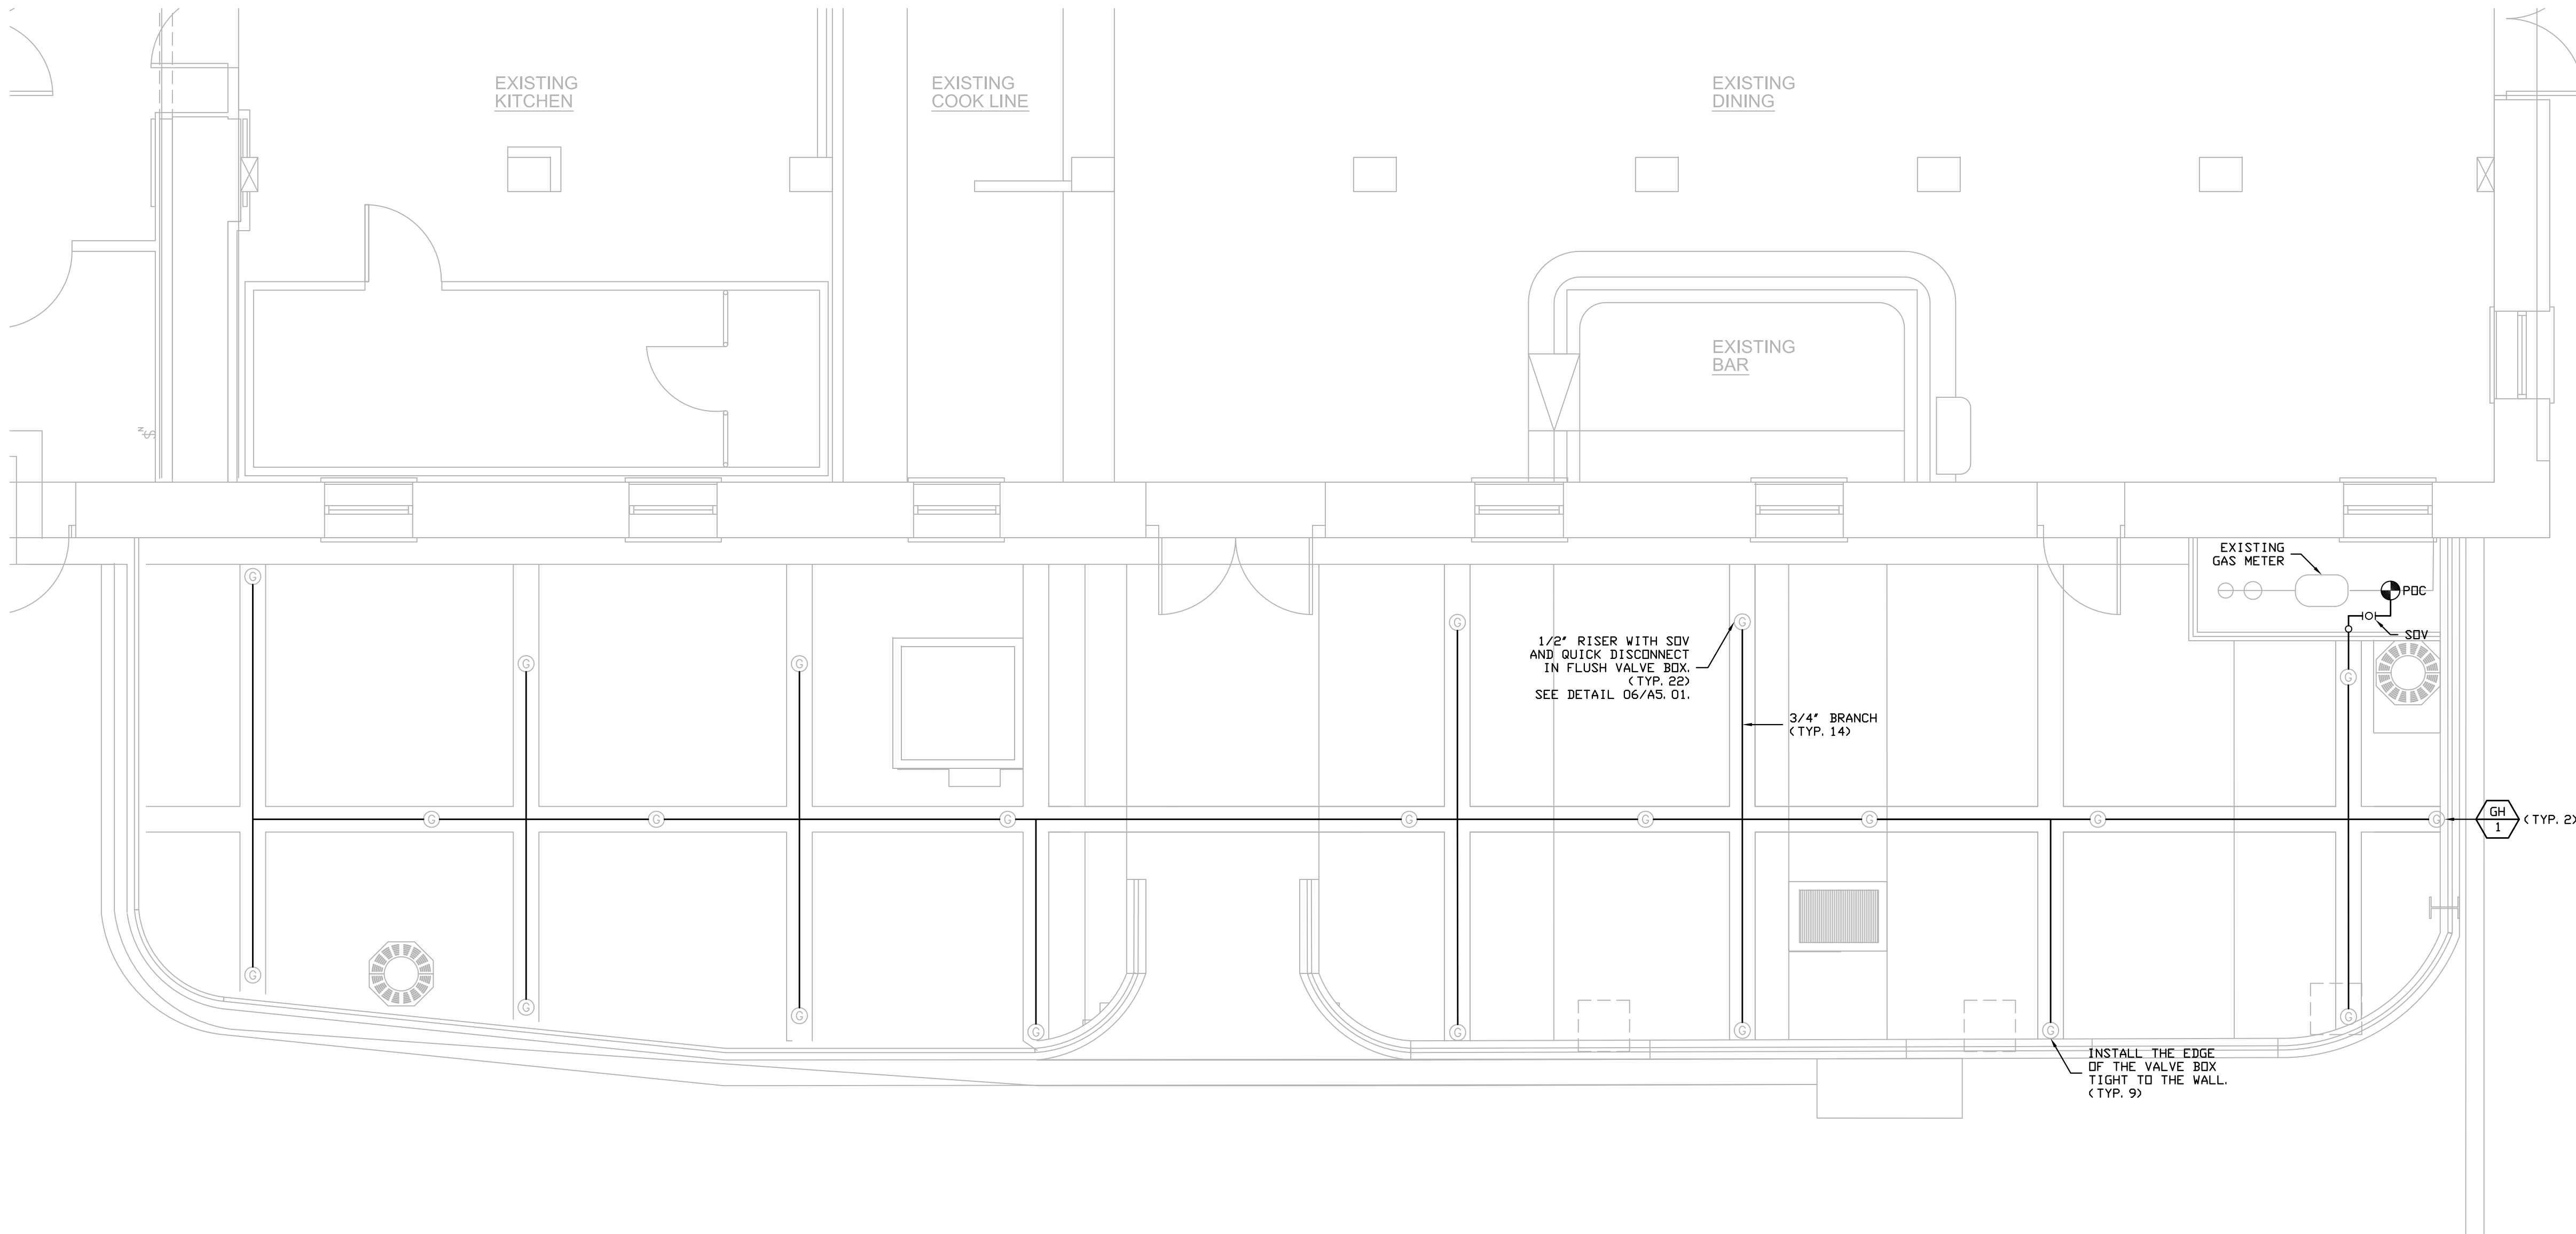 EXISTING
KITCHEN
EXISTING
COOK LINE
EXISTING
DINING
EXISTING
BAR
N
$
EXISTING
GAS METER
POC
SOV
G
G
G
G
G
G
1/2" RISER WITH SOV
AND QUICK DISCONNECT
IN FLUSH VALVE BOX.
(TYP. 22)
SEE DETAIL 06/A5.01.
3/4" BRANCH
(TYP. 14)
G
G
G
G
G
G
G
G
GH
1
(TYP. 2)
G
G
G
G
G
G
G
G
INSTALL THE EDGE
OF THE VALVE BOX
TIGHT TO THE WALL.
(TYP. 9)